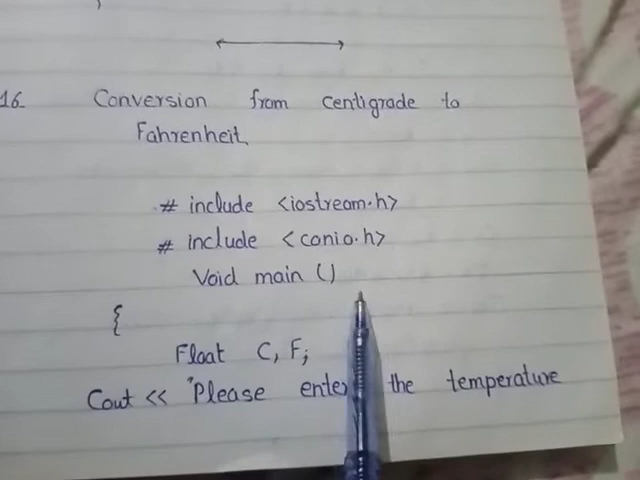 16. Conversion from centigrade to
Fahrenheit.
# include <iostream.h>
# include <conio.h>
Void main ()
{
Float C, F;
Cout << "Please enter the temperature